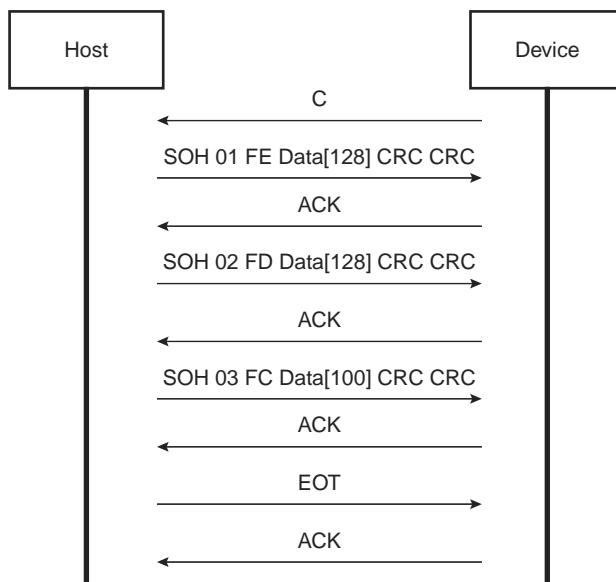 Host
Device
C
SOH 01 FE Data[128] CRC CRC
ACK
SOH 02 FD Data[128] CRC CRC
ACK
SOH 03 FC Data[100] CRC CRC
ACK
EOT
ACK